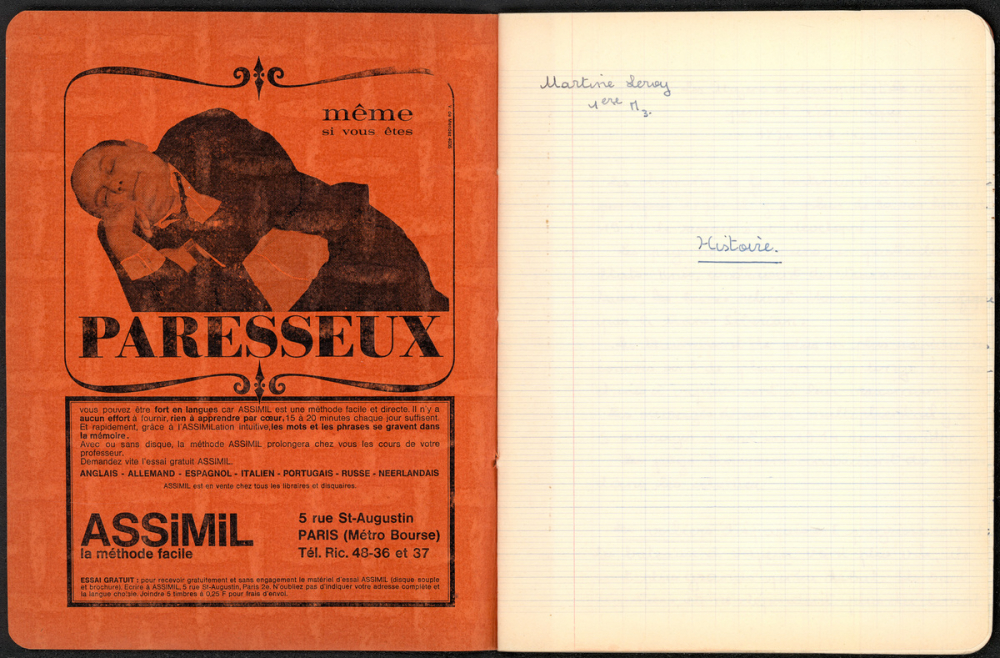 même
si vous êtes
PARESSEUX
vous pouvez être fort en langues car ASSIMIL est une méthode facile et directe. Il n'y a
aucun effort à fournir, rien à apprendre par cœur, 15 à 20 minutes chaque jour suffisent.
Et rapidement, grâce à l'ASSIMILation intuitive, les mots et les phrases se gravent dans
la mémoire.
Avec ou sans disque, la méthode ASSIMIL prolongera chez vous les cours de votre
professeur.
Demandez vite l'essai gratuit ASSIMIL.
ANGLAIS - ALLEMAND - ESPAGNOL - ITALIEN - PORTUGAIS - RUSSE - NEERLANDAIS
ASSIMIL est en vente chez tous les libraires et disquaires.
ASSiMiL
la méthode facile
5 rue St-Augustin
PARIS (Métro Bourse)
Tél. Ric. 48-36 et 37
ESSAI GRATUIT : pour recevoir gratuitement et sans engagement le matériel d'essai ASSIMIL (disque souple
et brochure). Ecrire à ASSIMIL, 5 rue St-Augustin, Paris 2e. N'oubliez pas d'indiquer votre adresse complète et
la langue choisie. Joindre 5 timbres à 0,25 F pour frais d'envoi.
Martine Leroy
1ere M3.
Histoire.